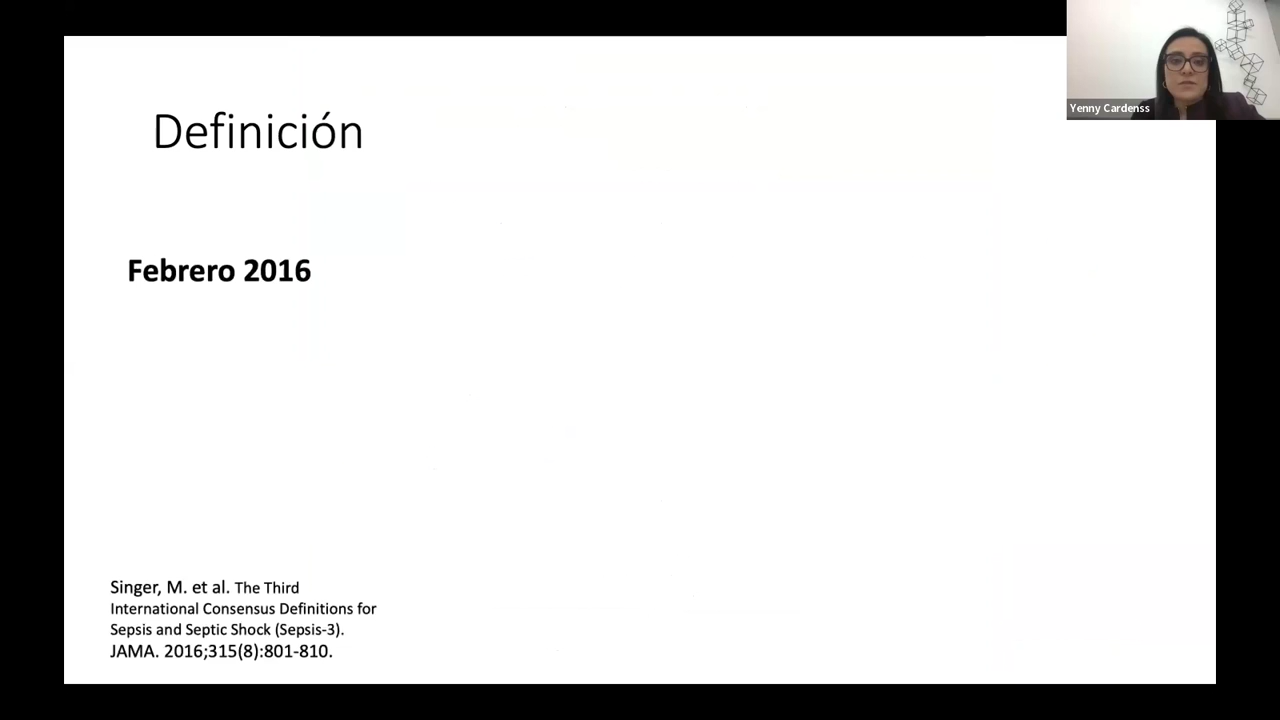 Yenny Cardenss
Definición
Febrero 2016
Singer, M. et al. The Third
International Consensus Definitions for
Sepsis and Septic Shock (Sepsis-3).
JAMA. 2016;315(8):801-810.